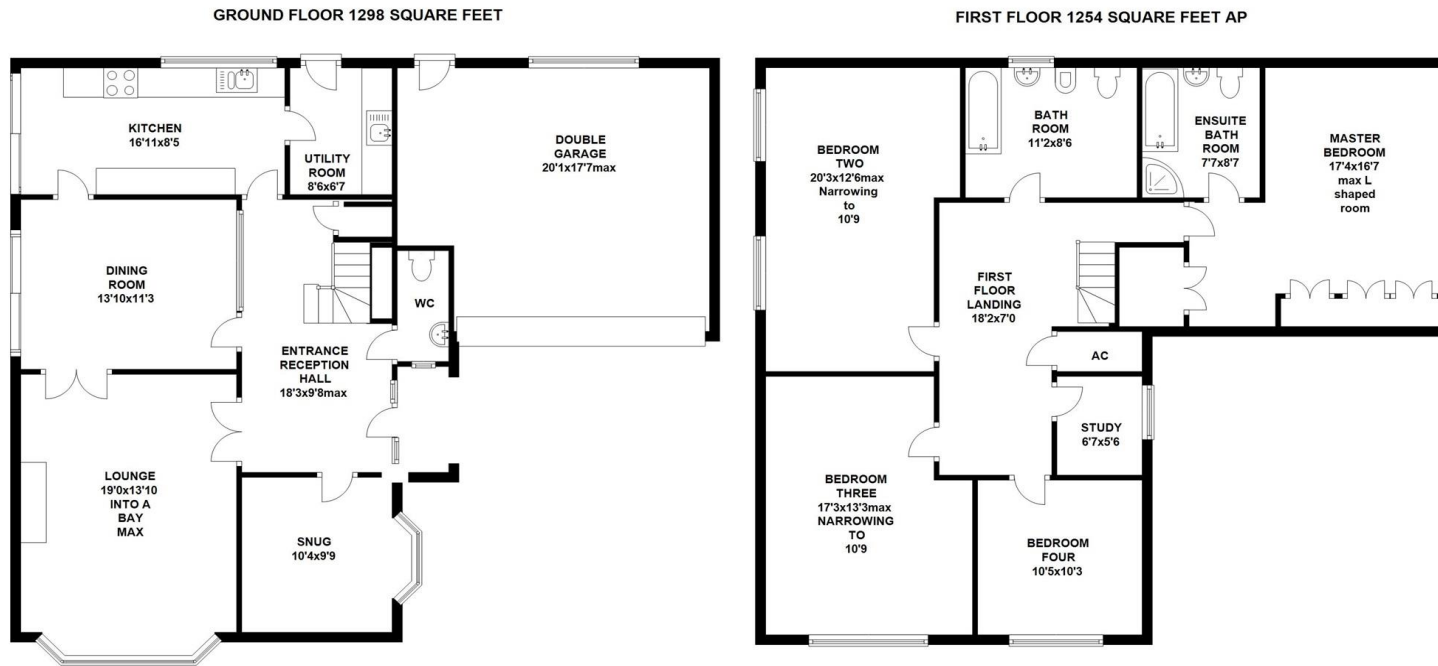 GROUND FLOOR 1298 SQUARE FEET
KITCHEN
16'11x8'5
UTILITY
ROOM
8'6x6'7
DOUBLE
GARAGE
20'1x17'7max
DINING
ROOM
13'10x11'3
WC
ENTRANCE
RECEPTION
HALL
18'3x9'8max
LOUNGE
19'0x13'10
INTO A
BAY
MAX
SNUG
10'4x9'9
FIRST FLOOR 1254 SQUARE FEET AP
BEDROOM
TWO
20'3x12'6max
Narrowing
to
10'9
BATH
ROOM
11'2x8'6
ENSUITE
BATH
ROOM
7'7x8'7
MASTER
BEDROOM
17'4x16'7
max L
shaped
room
FIRST
FLOOR
LANDING
18'2x7'0
AC
STUDY
6'7x5'6
BEDROOM
THREE
17'3x13'3max
NARROWING
TO
10'9
BEDROOM
FOUR
10'5x10'3